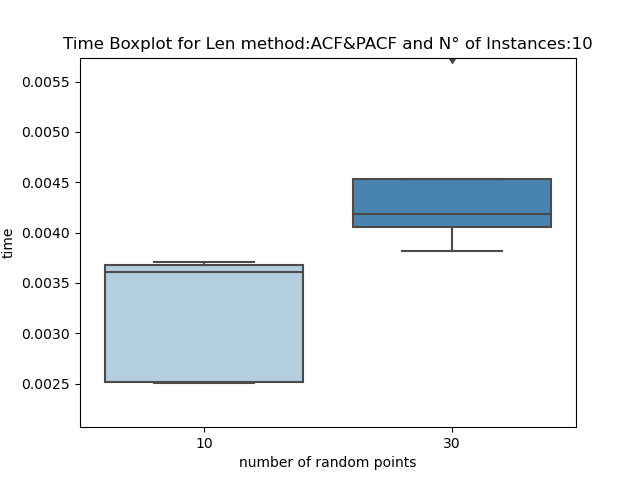 Time Boxplot for Len method:ACF&PACF and N° of Instances:10
0.0055
0.0050
0.0045
0.0040
0.0035
0.0030
0.0025
time
10 30
number of random points